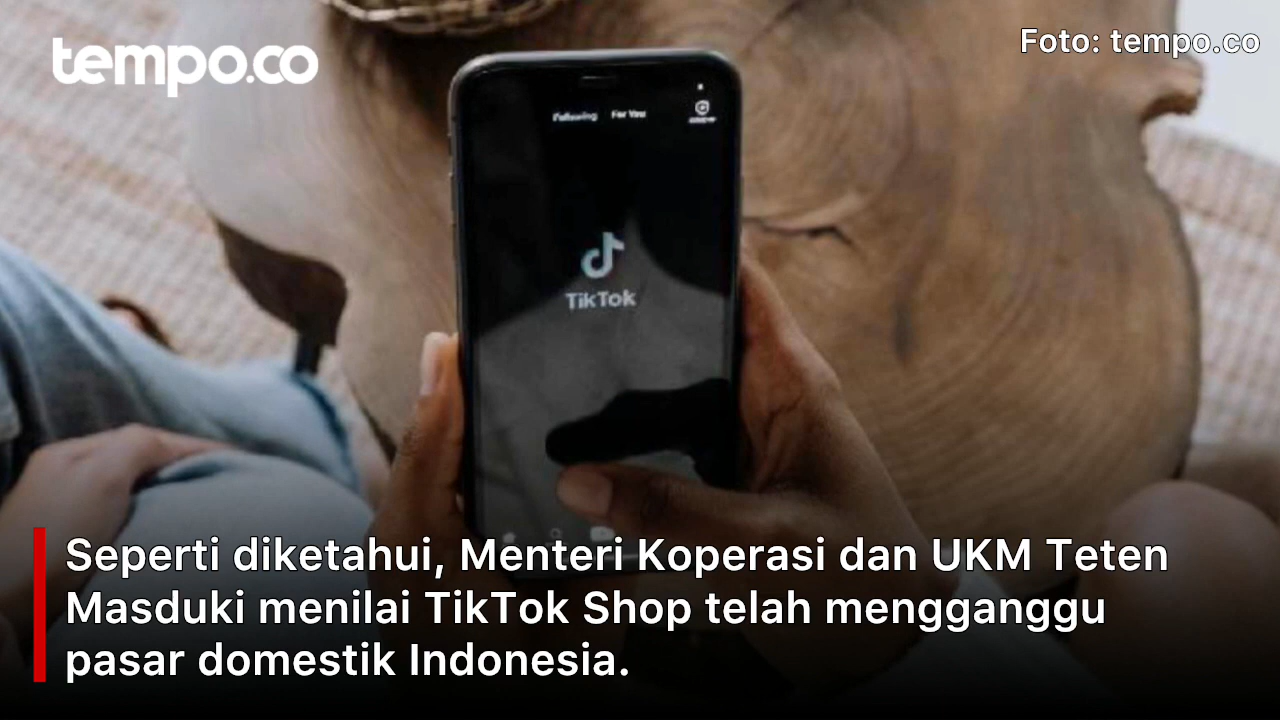 tempo.co
Foto: tempo.co
Following For You
TikTok
Seperti diketahui, Menteri Koperasi dan UKM Teten
Masduki menilai TikTok Shop telah mengganggu
pasar domestik Indonesia.